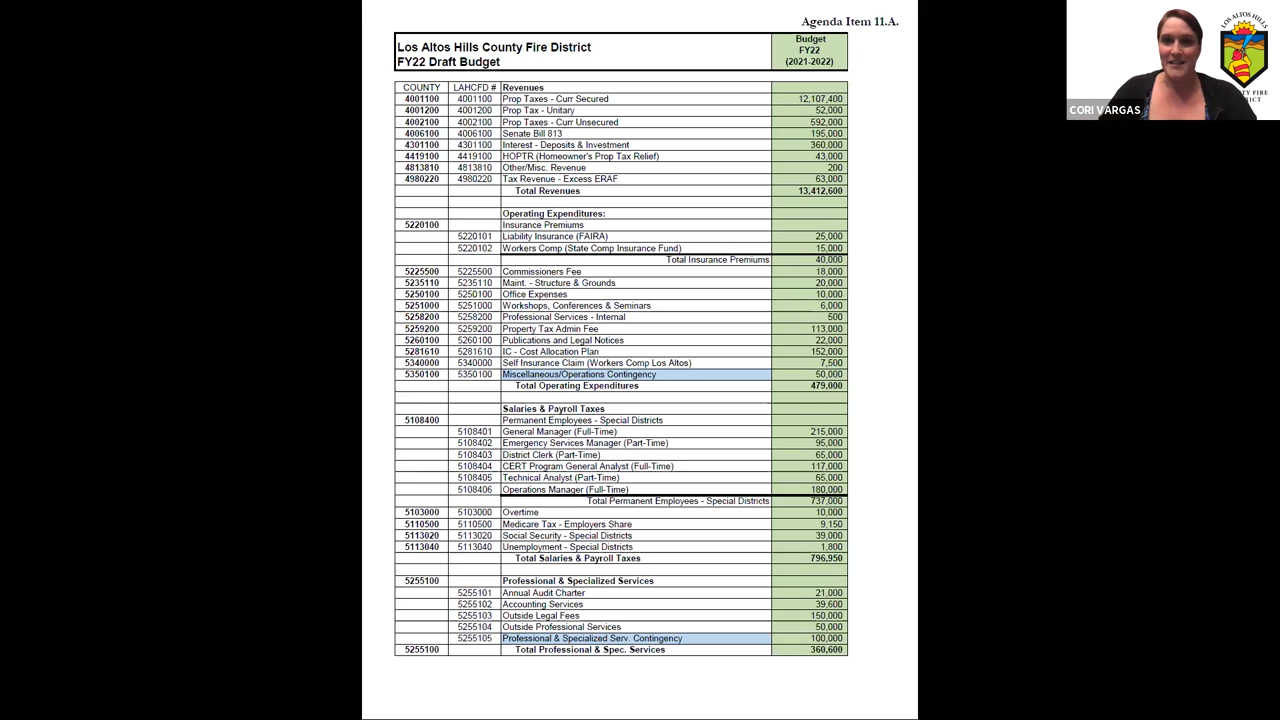 Agenda Item 11.A.
Los Altos Hills County Fire District
FY22 Draft Budget
Budget
FY22
(2021-2022)
COUNTY LAHCFD # Revenues
4001100 4001100 Prop Taxes - Curr Secured 12,107,400
4001200 4001200 Prop Tax - Unitary 52,000
4002100 4002100 Prop Taxes - Curr Unsecured 592,000
4006100 4006100 Senate Bill 813 195,000
4301100 4301100 Interest - Deposits & Investment 360,000
4419100 4419100 HOPTR (Homeowner's Prop Tax Relief) 43,000
4813810 4813810 Other/Misc. Revenue 200
4980220 4980220 Tax Revenue - Excess ERAF 63,000
Total Revenues 13,412,600
Operating Expenditures:
5220100 Insurance Premiums
5220101 Liability Insurance (FAIRA) 25,000
5220102 Workers Comp (State Comp Insurance Fund) 15,000
Total Insurance Premiums 40,000
5225500 5225500 Commissioners Fee 18,000
5235110 5235110 Maint. - Structure & Grounds 20,000
5250100 5250100 Office Expenses 10,000
5251000 5251000 Workshops, Conferences & Seminars 6,000
5258200 5258200 Professional Services - Internal 500
5259200 5259200 Property Tax Admin Fee 113,000
5260100 5260100 Publications and Legal Notices 22,000
5281610 5281610 IC - Cost Allocation Plan 152,000
5340000 5340000 Self Insurance Claim (Workers Comp Los Altos) 7,500
5350100 5350100 Miscellaneous/Operations Contingency 50,000
Total Operating Expenditures 479,000
Salaries & Payroll Taxes
5108400 Permanent Employees - Special Districts
5108401 General Manager (Full-Time) 215,000
5108402 Emergency Services Manager (Part-Time) 95,000
5108403 District Clerk (Part-Time) 65,000
5108404 CERT Program General Analyst (Full-Time) 117,000
5108405 Technical Analyst (Part-Time) 65,000
5108406 Operations Manager (Full-Time) 180,000
Total Permanent Employees - Special Districts 737,000
5103000 5103000 Overtime 10,000
5110500 5110500 Medicare Tax - Employers Share 9,150
5113020 5113020 Social Security - Special Districts 39,000
5113040 5113040 Unemployment - Special Districts 1,800
Total Salaries & Payroll Taxes 796,950
5255100 Professional & Specialized Services
5255101 Annual Audit Charter 21,000
5255102 Accounting Services 39,600
5255103 Outside Legal Fees 150,000
5255104 Outside Professional Services 50,000
5255105 Professional & Specialized Serv. Contingency 100,000
5255100 Total Professional & Spec. Services 360,600
LOS ALTOS HILLS
CORI VARGAS